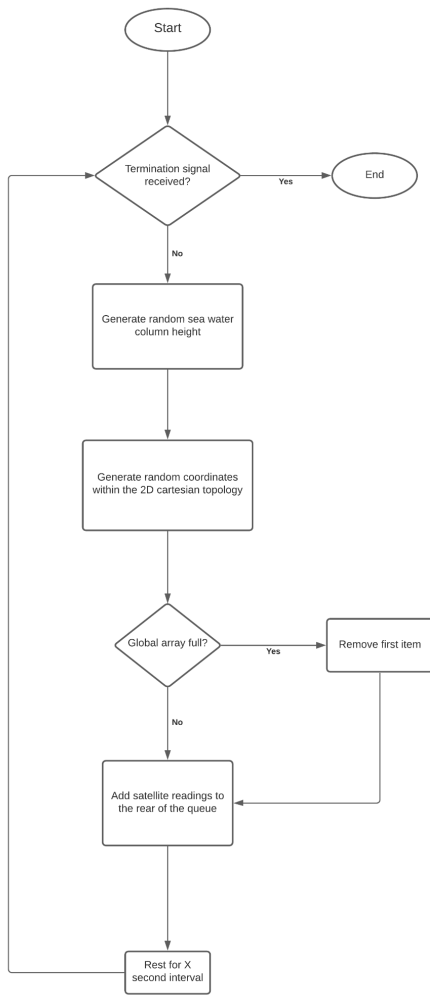 Start
Termination signal
received?
Yes
End
No
Generate random sea water
column height
Generate random coordinates
within the 2D cartesian topology
Global array full?
Yes
Remove first item
No
Add satellite readings to
the rear of the queue
Rest for X
second interval